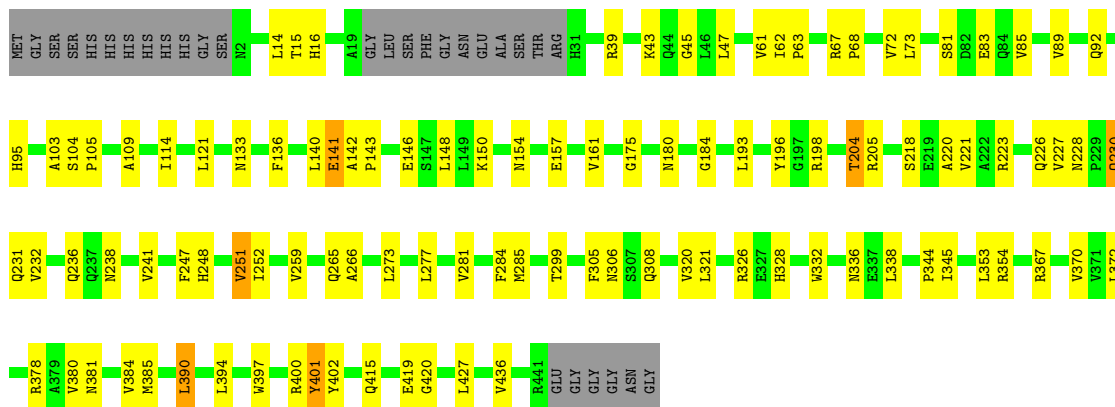 MET GLY SER SER HIS HIS HIS HIS HIS HIS GLY SER N2 L14 T15 H16 A19 GLY LEU SER PHE GLY ASN GLU ALA SER THR ARG H31 R39 K43 Q44 G45 L46 L47 V61 I62 P63 R67 P68 V72 L73 S81 D82 E83 Q84 V85 V89 Q92
H95 A103 S104 P105 A109 I114 L121 N133 F136 L140 E141 A142 P143 E146 S147 L148 L149 K150 N154 E157 V161 G175 N180 G184 L193 Y196 G197 R198 T204 R205 S218 E219 A220 V221 A222 R223 Q226 V227 N228 P229 Q230
Q231 V232 Q236 Q237 N238 V241 F247 H248 V251 I252 V259 Q265 A266 L273 L277 V281 F284 M285 T299 F305 N306 S307 Q308 V320 L321 R326 E327 H328 W332 N336 E337 L338 P344 I345 L353 R354 R367 V370 V371 L372
R378 A379 V380 N381 V384 M385 L390 L394 W397 R400 Y401 Y402 Q415 E419 G420 L427 V436 R441 GLU GLY GLY GLY ASN GLY